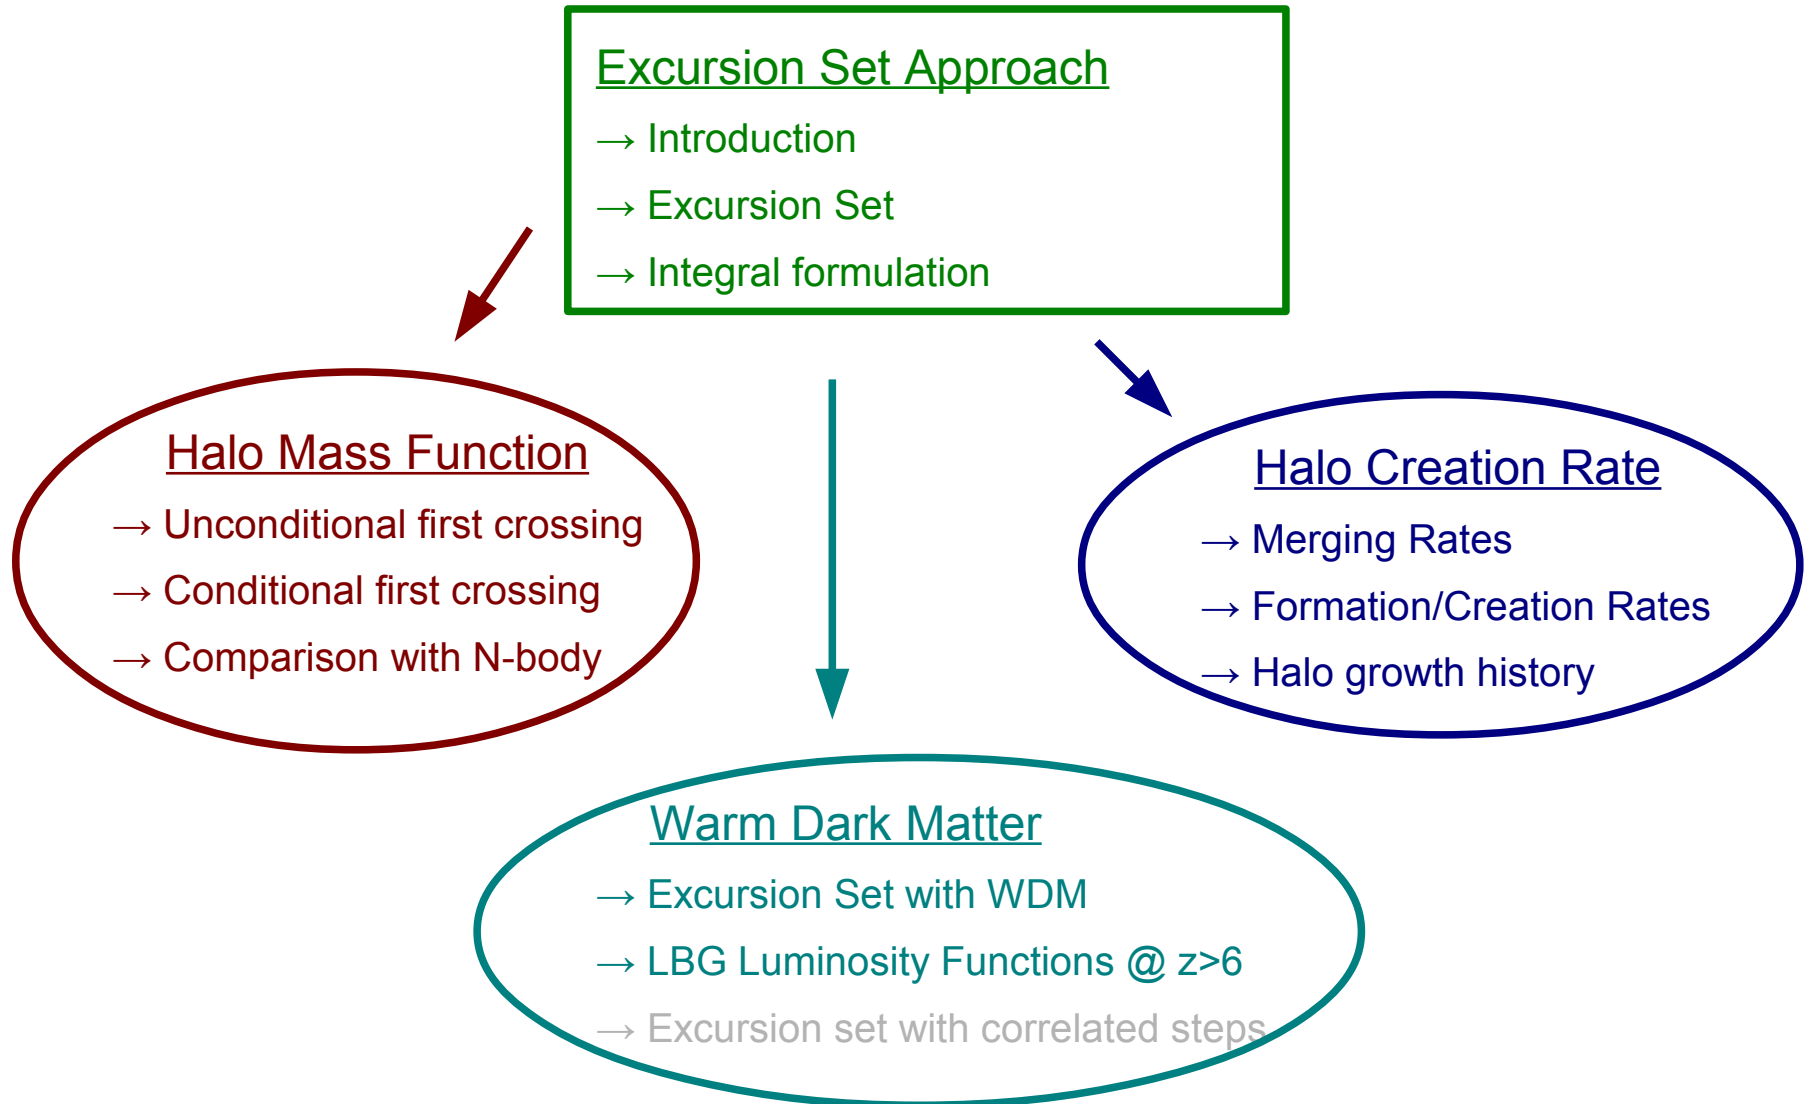 Excursion Set Approach
→ Introduction
→ Excursion Set
→ Integral formulation
Halo Mass Function
→ Unconditional first crossing
→ Conditional first crossing
→ Comparison with N-body
Halo Creation Rate
→ Merging Rates
→ Formation/Creation Rates
→ Halo growth history
Warm Dark Matter
→ Excursion Set with WDM
→ LBG Luminosity Functions @ z>6
→ Excursion set with correlated steps